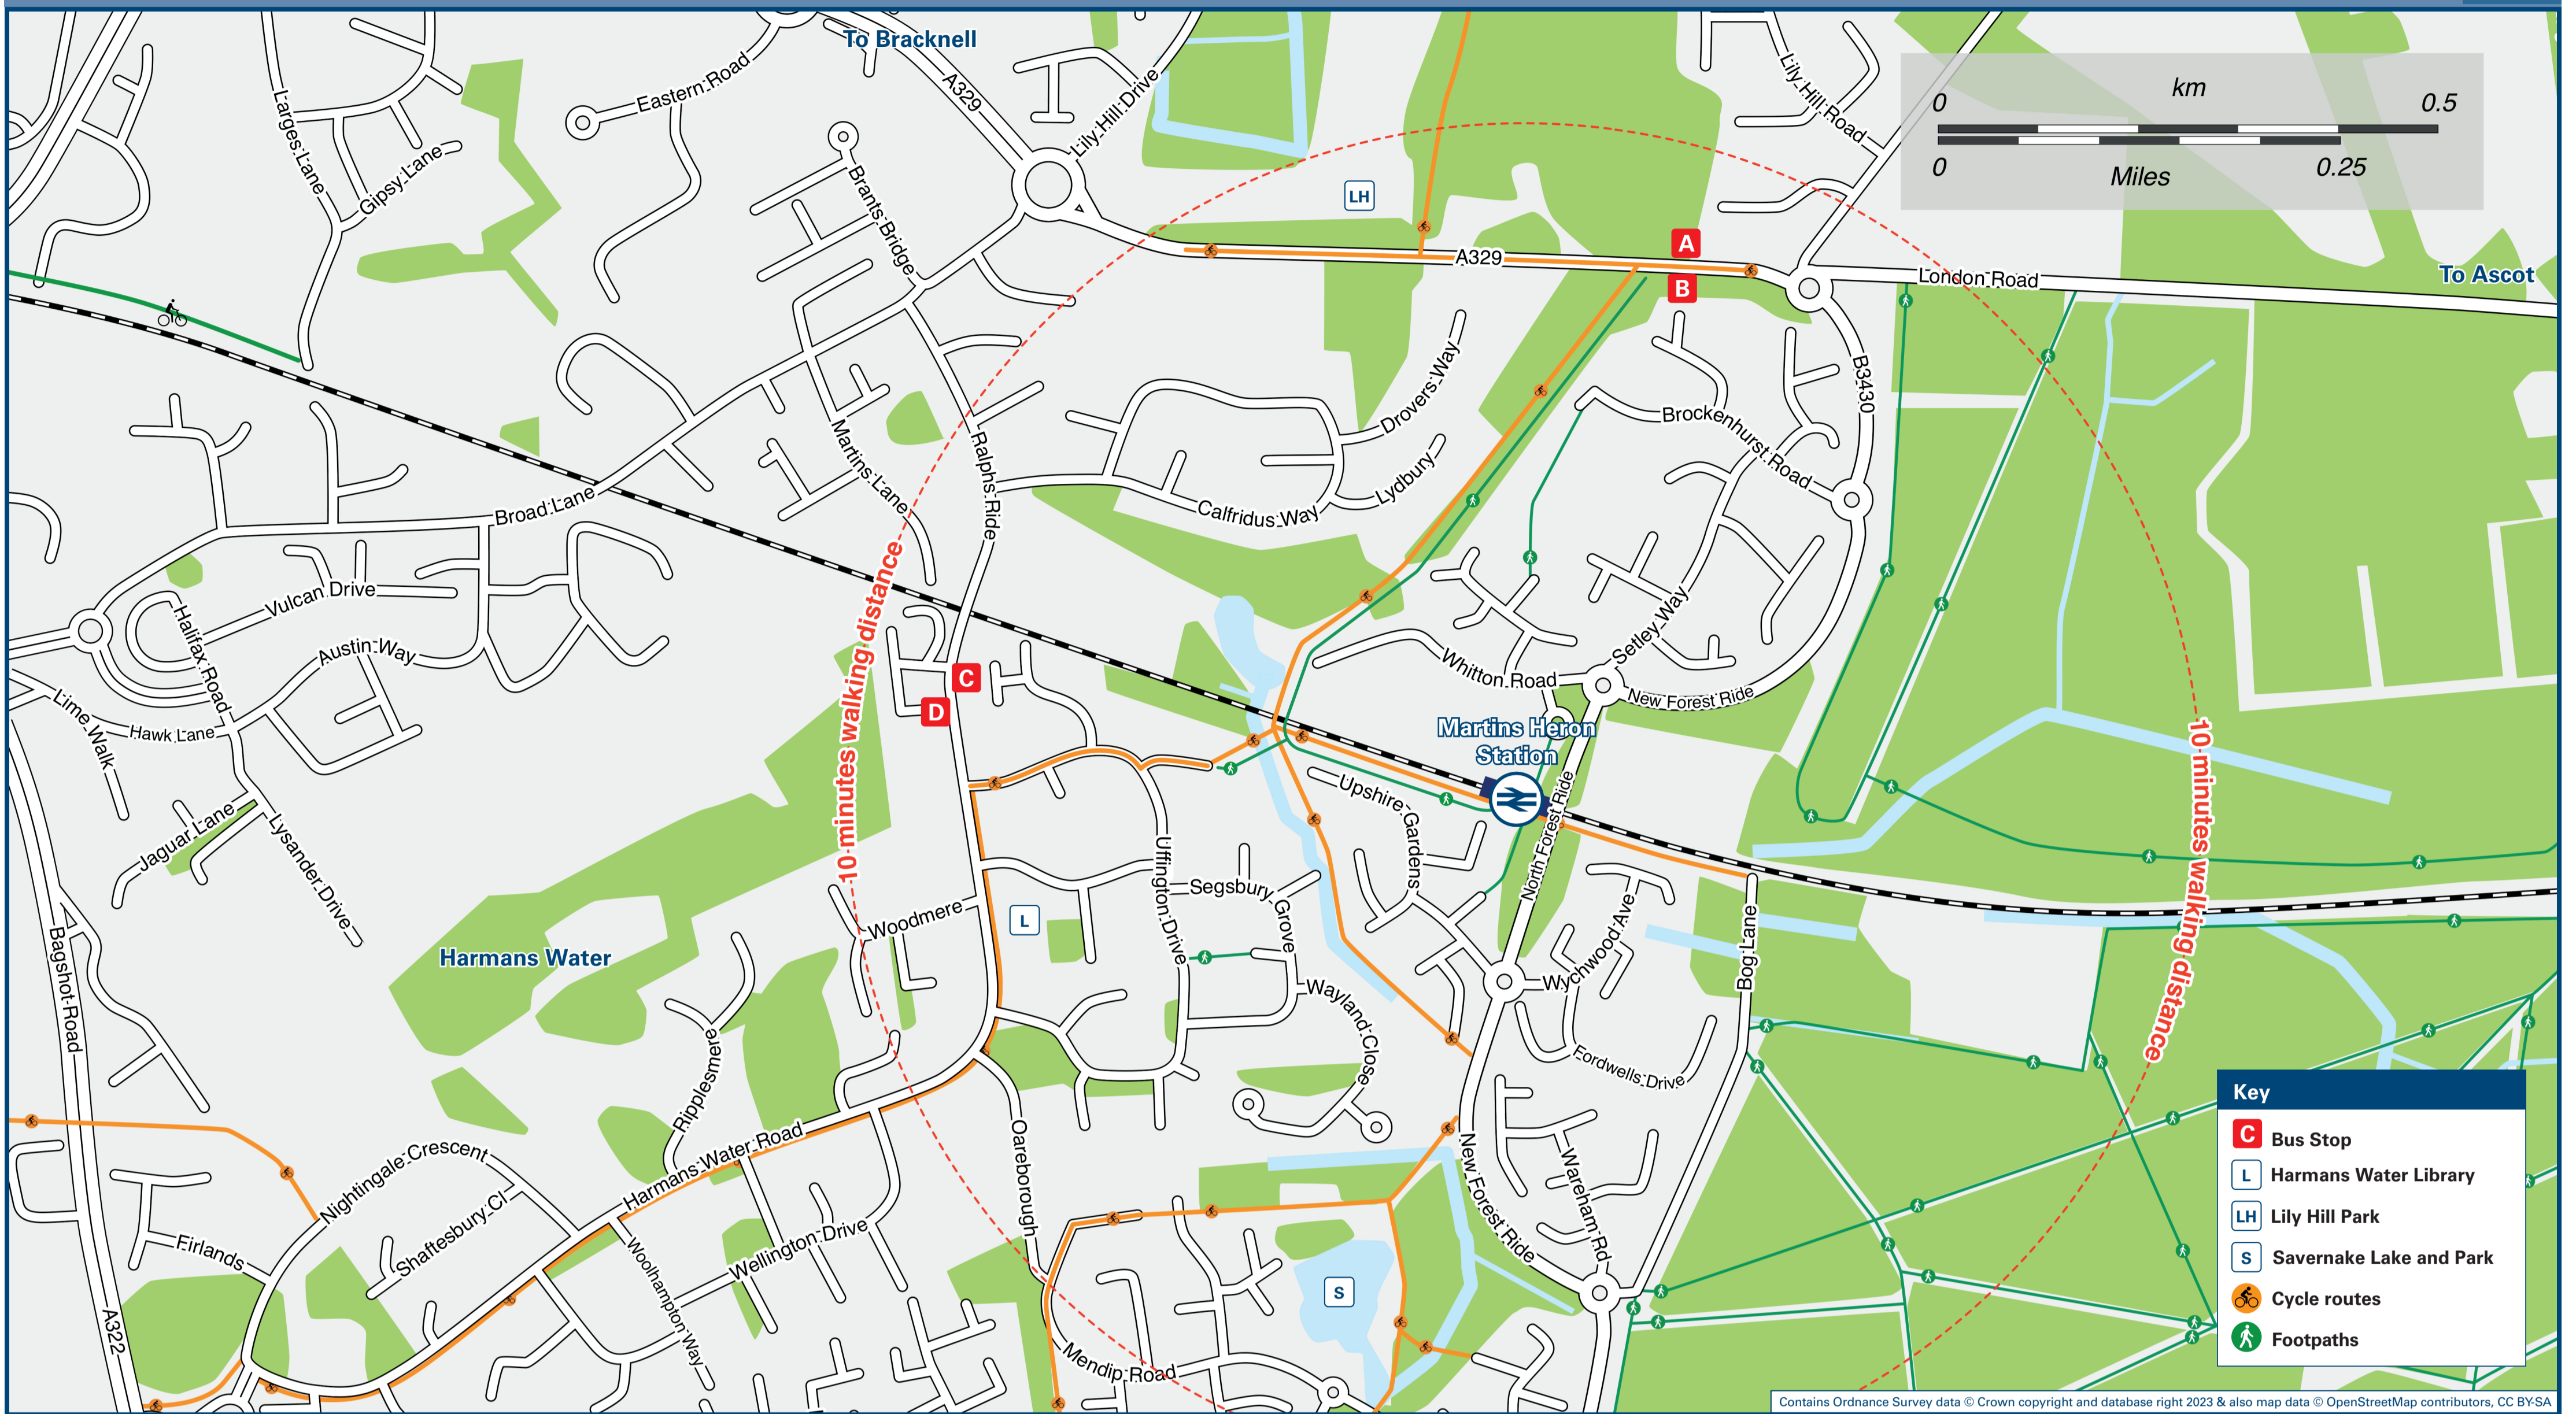 To Bracknell
A329
Lily Hill Drive
Eastern Road
Larges Lane
Gipsy Lane
Brants Bridge
LH
Lily Hill Road
km
0
0.5
0
0.25
Miles
A
A329
B
London Road
To Ascot
B3430
Drovers Way
Brockenhurst Road
Lydbury
Calfridus Way
Martins Lane
Ralphs Ride
Broad Lane
Vulcan Drive
Halifax Road
Austin Way
Lime Walk
Hawk Lane
Jaguar Lane
Lysander Drive
10 minutes walking distance
C
D
Setley Way
Whitton Road
New Forest Ride
Martins Heron
Station
North Forest Ride
Upshire Gardens
10 minutes walking distance
Uffington Drive
Segsbury Grove
Woodmere
L
Harmans Water
Bagshot Road
Wychwood Ave
Bog Lane
Wayland Close
Fordwells Drive
Ripplesmere
Harmans Water Road
Oareborough
Nightingale Crescent
Shaftesbury Cl
Firlands
Woolhampton Way
Wellington Drive
New Forest Ride
Wareham Rd
S
Mendip Road
A322
Key
C Bus Stop
L Harmans Water Library
LH Lily Hill Park
S Savernake Lake and Park
Cycle routes
Footpaths
Contains Ordnance Survey data © Crown copyright and database right 2023 & also map data © OpenStreetMap contributors, CC BY-SA